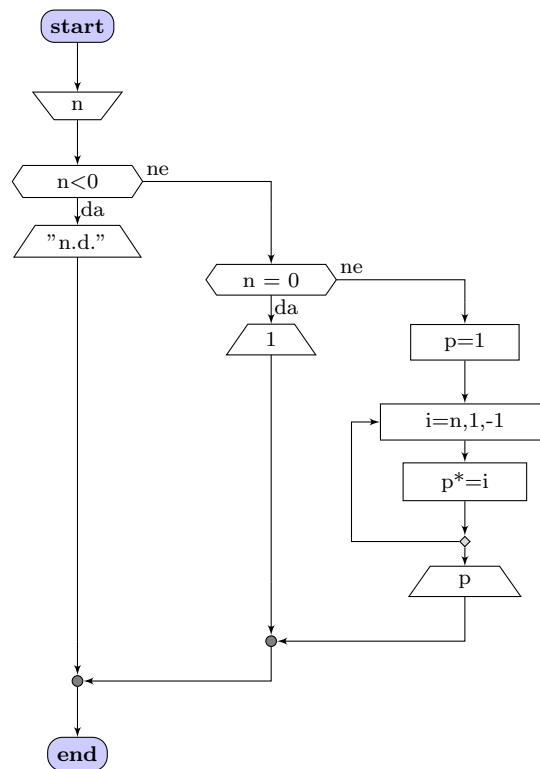 start
n
n<0
ne
da
"n.d."
n = 0
ne
da
1
p=1
i=n,1,-1
p*=i
p
end